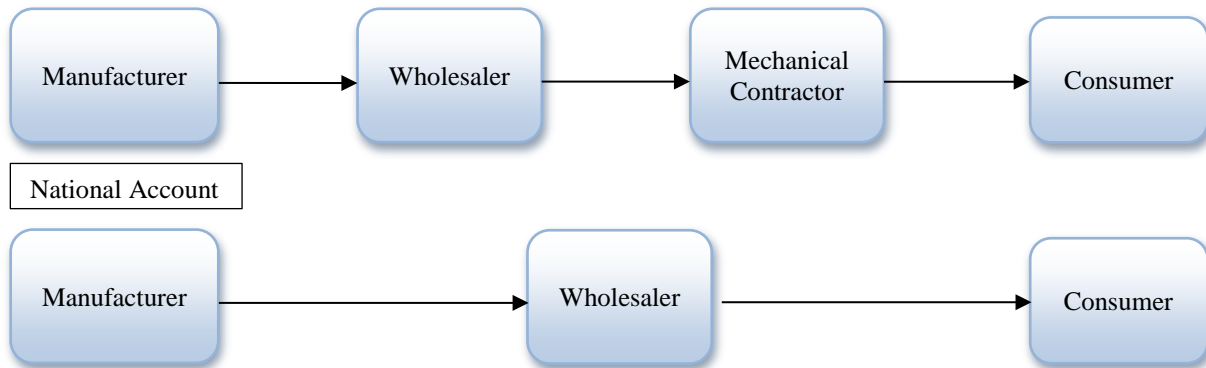 Manufacturer
Wholesaler
Mechanical
Contractor
Consumer
National Account
Manufacturer
Wholesaler
Consumer